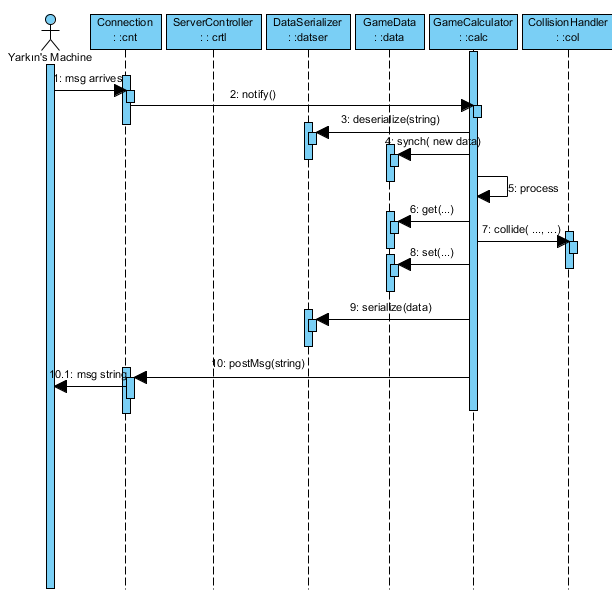 Connection
: :cnt
ServerController
: : crtl
DataSerializer
: :datser
GameData
: :data
GameCalculator
: :calc
CollisionHandler
: :col
Yarkın's Machine
1: msg arrives
2: notify()
3: deserialize(string)
4: synch( new data)
5: process
6: get(...)
7: collide( ..., ...)
8: set(...)
9: serialize(data)
10: postMsg(string)
10.1: msg string